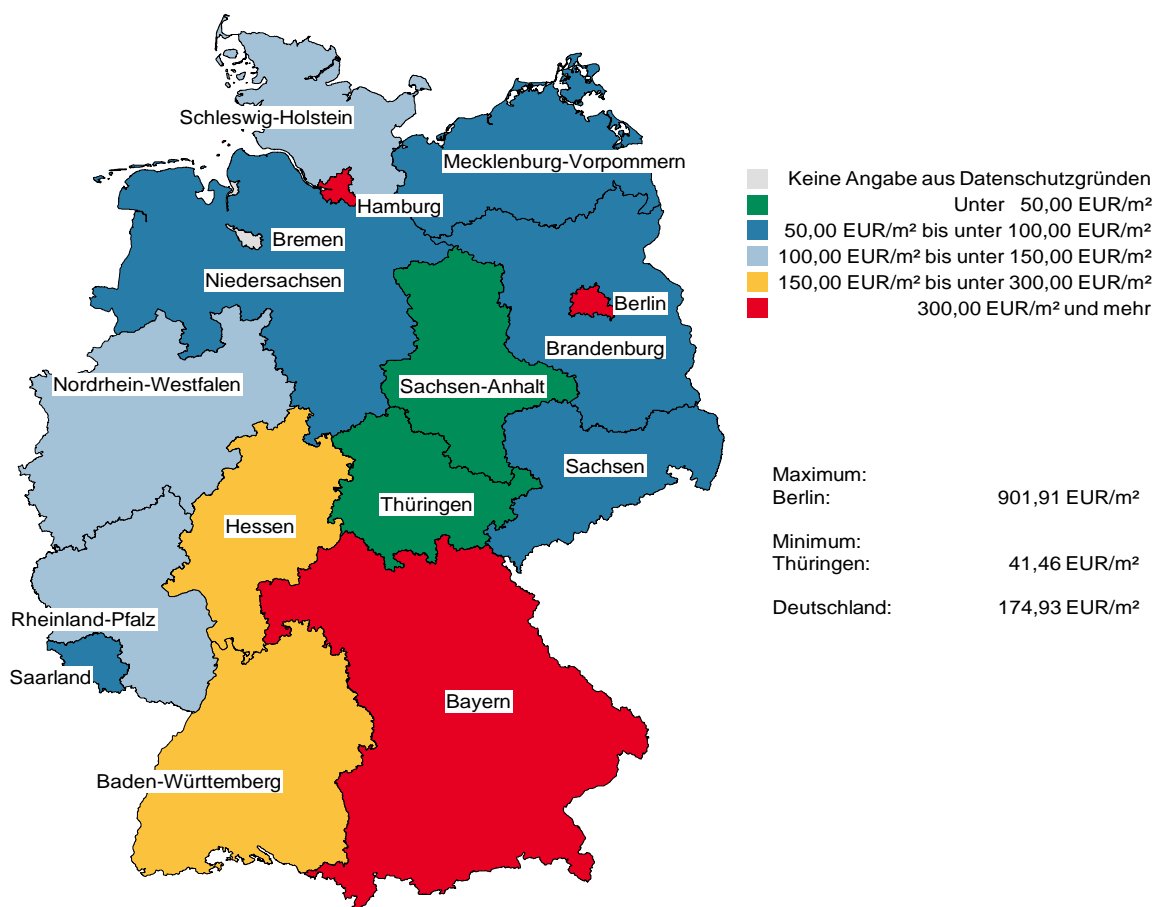 Schleswig-Holstein
Mecklenburg-Vorpommern
Hamburg
Bremen
Niedersachsen
Berlin
Brandenburg
Nordrhein-Westfalen
Sachsen-Anhalt
Sachsen
Thüringen
Hessen
Rheinland-Pfalz
Saarland
Bayern
Baden-Württemberg
Keine Angabe aus Datenschutzgründen
Unter 50,00 EUR/m²
50,00 EUR/m² bis unter 100,00 EUR/m²
100,00 EUR/m² bis unter 150,00 EUR/m²
150,00 EUR/m² bis unter 300,00 EUR/m²
300,00 EUR/m² und mehr
Maximum:
Berlin: 901,91 EUR/m²
Minimum:
Thüringen: 41,46 EUR/m²
Deutschland: 174,93 EUR/m²